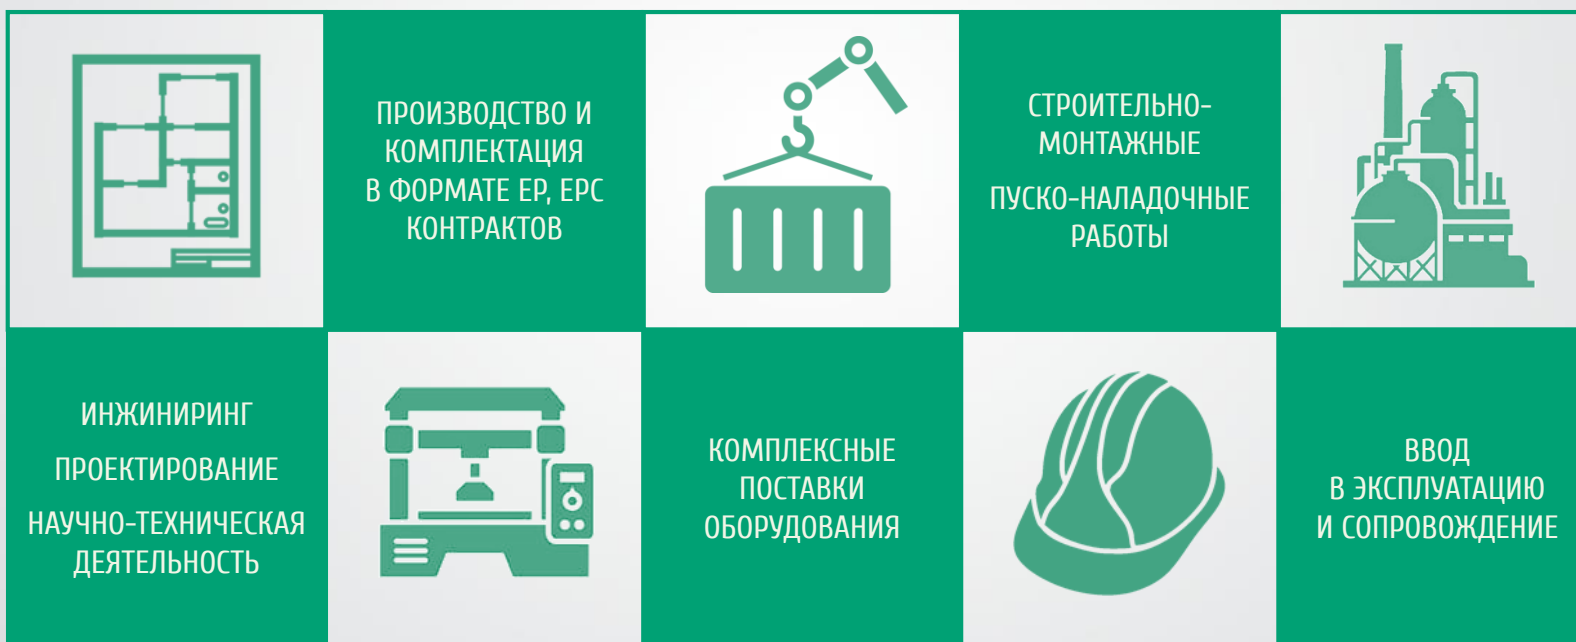 ПРОИЗВОДСТВО И
КОМПЛЕКТАЦИЯ
В ФОРМАТЕ EP, EPC
КОНТРАКТОВ
СТРОИТЕЛЬНО-
МОНТАЖНЫЕ
ПУСКО-НАЛАДОЧНЫЕ
РАБОТЫ
ИНЖИНИРИНГ
ПРОЕКТИРОВАНИЕ
НАУЧНО-ТЕХНИЧЕСКАЯ
ДЕЯТЕЛЬНОСТЬ
КОМПЛЕКСНЫЕ
ПОСТАВКИ
ОБОРУДОВАНИЯ
ВВОД
В ЭКСПЛУАТАЦИЮ
И СОПРОВОЖДЕНИЕ